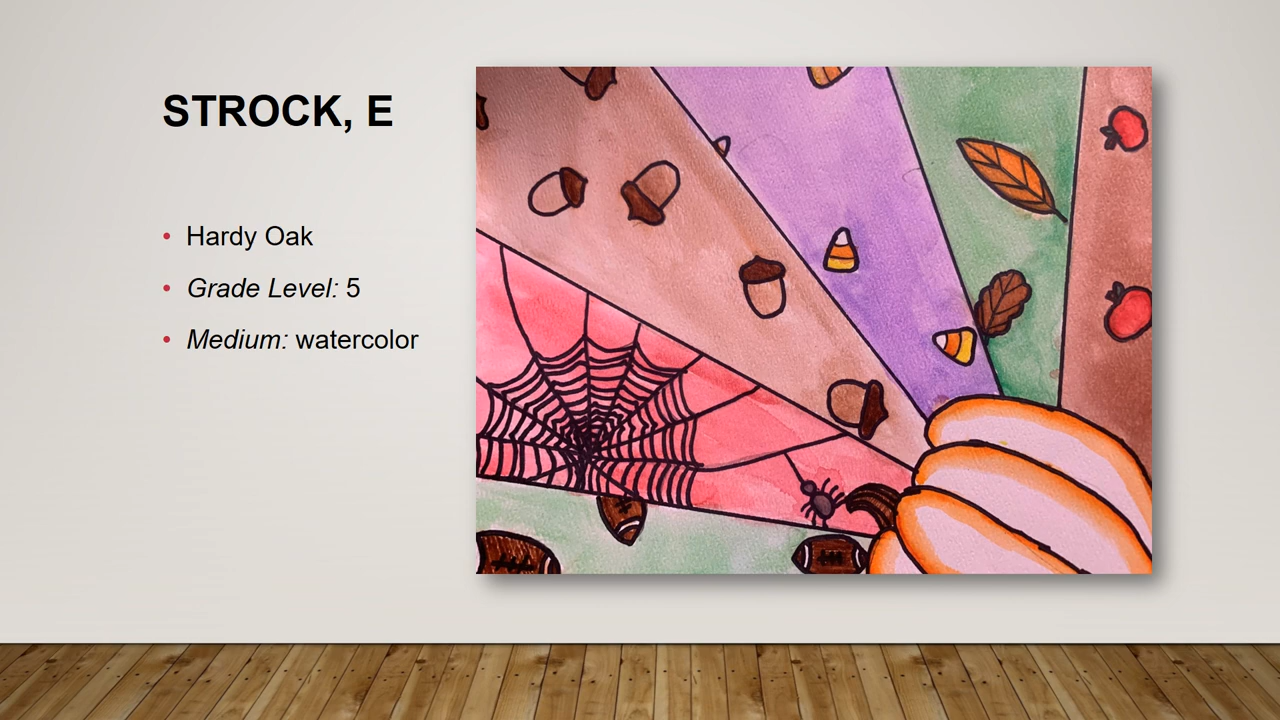 STROCK, E
• Hardy Oak
• Grade Level: 5
• Medium: watercolor